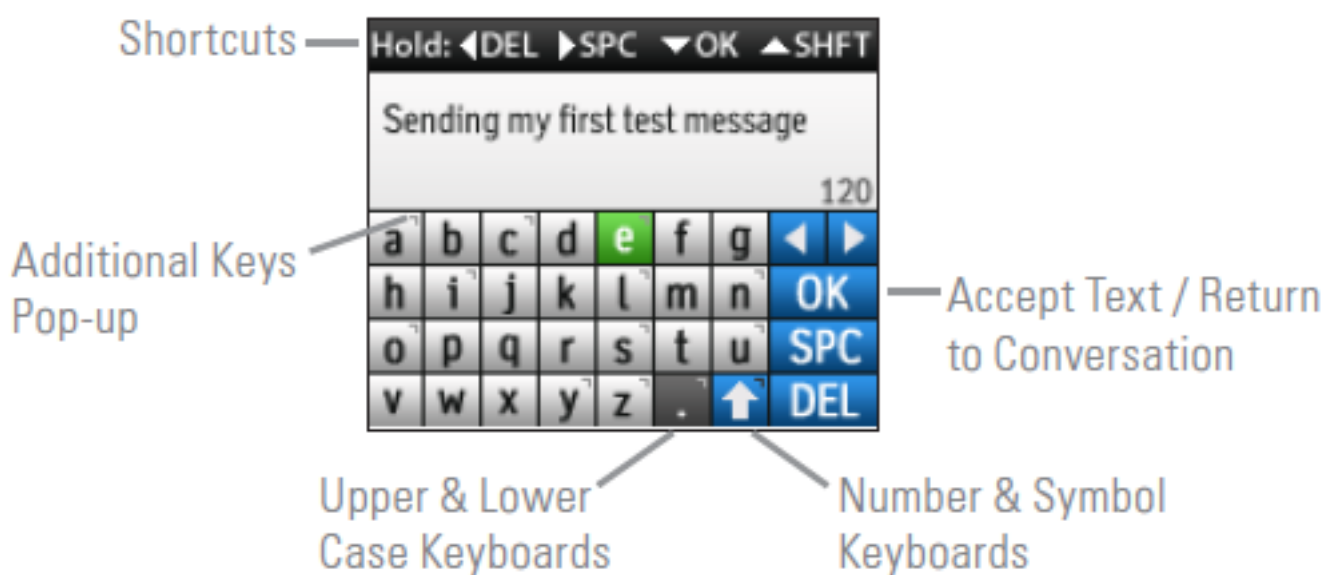 Shortcuts
Hold: ◀DEL ▶SPC ▼OK ▲SHFT
Sending my first test message
120
a b c d e f g ◀ ▶
Additional Keys
Pop-up
h i j k l m n OK
Accept Text / Return
to Conversation
o p q r s t u SPC
v w x y z . DEL
Upper & Lower
Case Keyboards
Number & Symbol
Keyboards